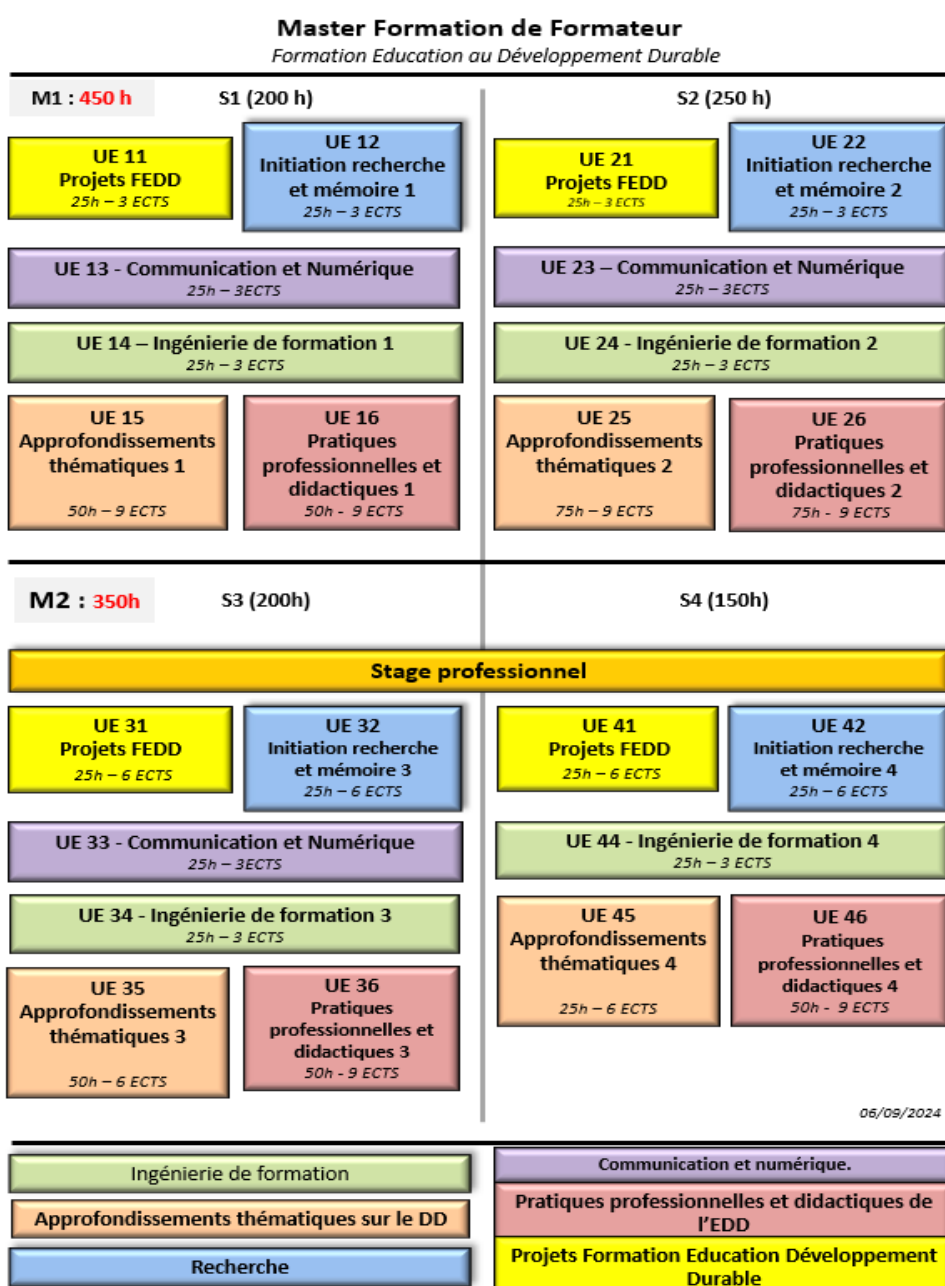 Master Formation de Formateur
Formation Education au Développement Durable
M1 : 450 h
S1 (200 h)
S2 (250 h)
UE 11
Projets FEDD
25h – 3 ECTS
UE 12
Initiation recherche
et mémoire 1
25h – 3 ECTS
UE 21
Projets FEDD
25h – 3 ECTS
UE 22
Initiation recherche
et mémoire 2
25h – 3 ECTS
UE 13 - Communication et Numérique
25h – 3ECTS
UE 23 – Communication et Numérique
25h – 3ECTS
UE 14 – Ingénierie de formation 1
25h – 3 ECTS
UE 24 - Ingénierie de formation 2
25h – 3 ECTS
UE 15
Approfondissements
thématiques 1
50h – 9 ECTS
UE 16
Pratiques
professionnelles et
didactiques 1
50h - 9 ECTS
UE 25
Approfondissements
thématiques 2
75h – 9 ECTS
UE 26
Pratiques
professionnelles et
didactiques 2
75h - 9 ECTS
M2 : 350h
S3 (200h)
S4 (150h)
Stage professionnel
UE 31
Projets FEDD
25h – 6 ECTS
UE 32
Initiation recherche
et mémoire 3
25h – 6 ECTS
UE 41
Projets FEDD
25h – 6 ECTS
UE 42
Initiation recherche
et mémoire 4
25h – 6 ECTS
UE 33 - Communication et Numérique
25h – 3ECTS
UE 44 - Ingénierie de formation 4
25h – 3 ECTS
UE 34 - Ingénierie de formation 3
25h – 3 ECTS
UE 35
Approfondissements
thématiques 3
50h – 6 ECTS
UE 36
Pratiques
professionnelles et
didactiques 3
50h - 9 ECTS
UE 45
Approfondissements
thématiques 4
25h – 6 ECTS
UE 46
Pratiques
professionnelles et
didactiques 4
50h - 9 ECTS
06/09/2024
Ingénierie de formation
Communication et numérique.
Approfondissements thématiques sur le DD
Pratiques professionnelles et didactiques de
l'EDD
Recherche
Projets Formation Education Développement
Durable